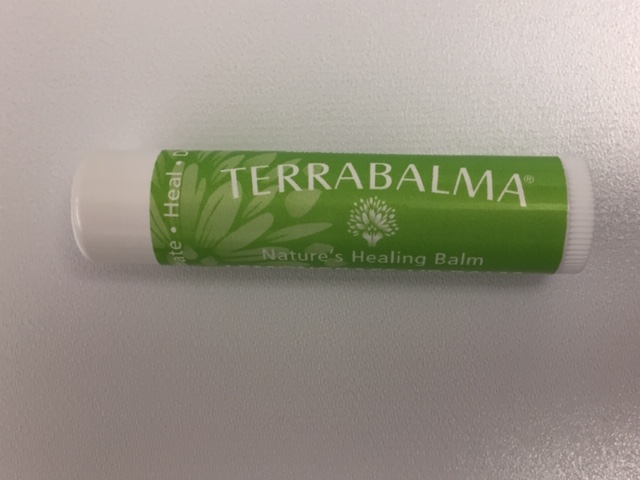 TERRABALMA®
Nature's Healing Balm
Heal •